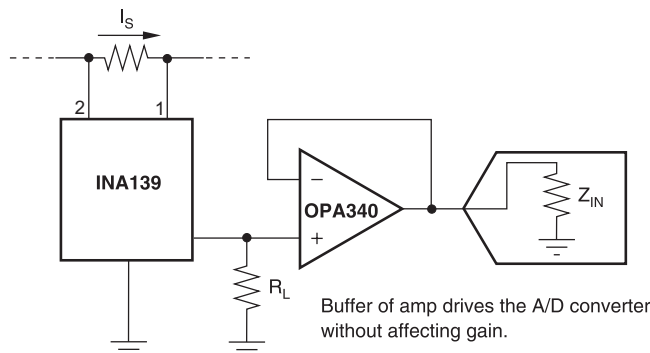 I_S
2 1
INA139
−
OPA340
+
Z_IN
R_L
Buffer of amp drives the A/D converter
without affecting gain.